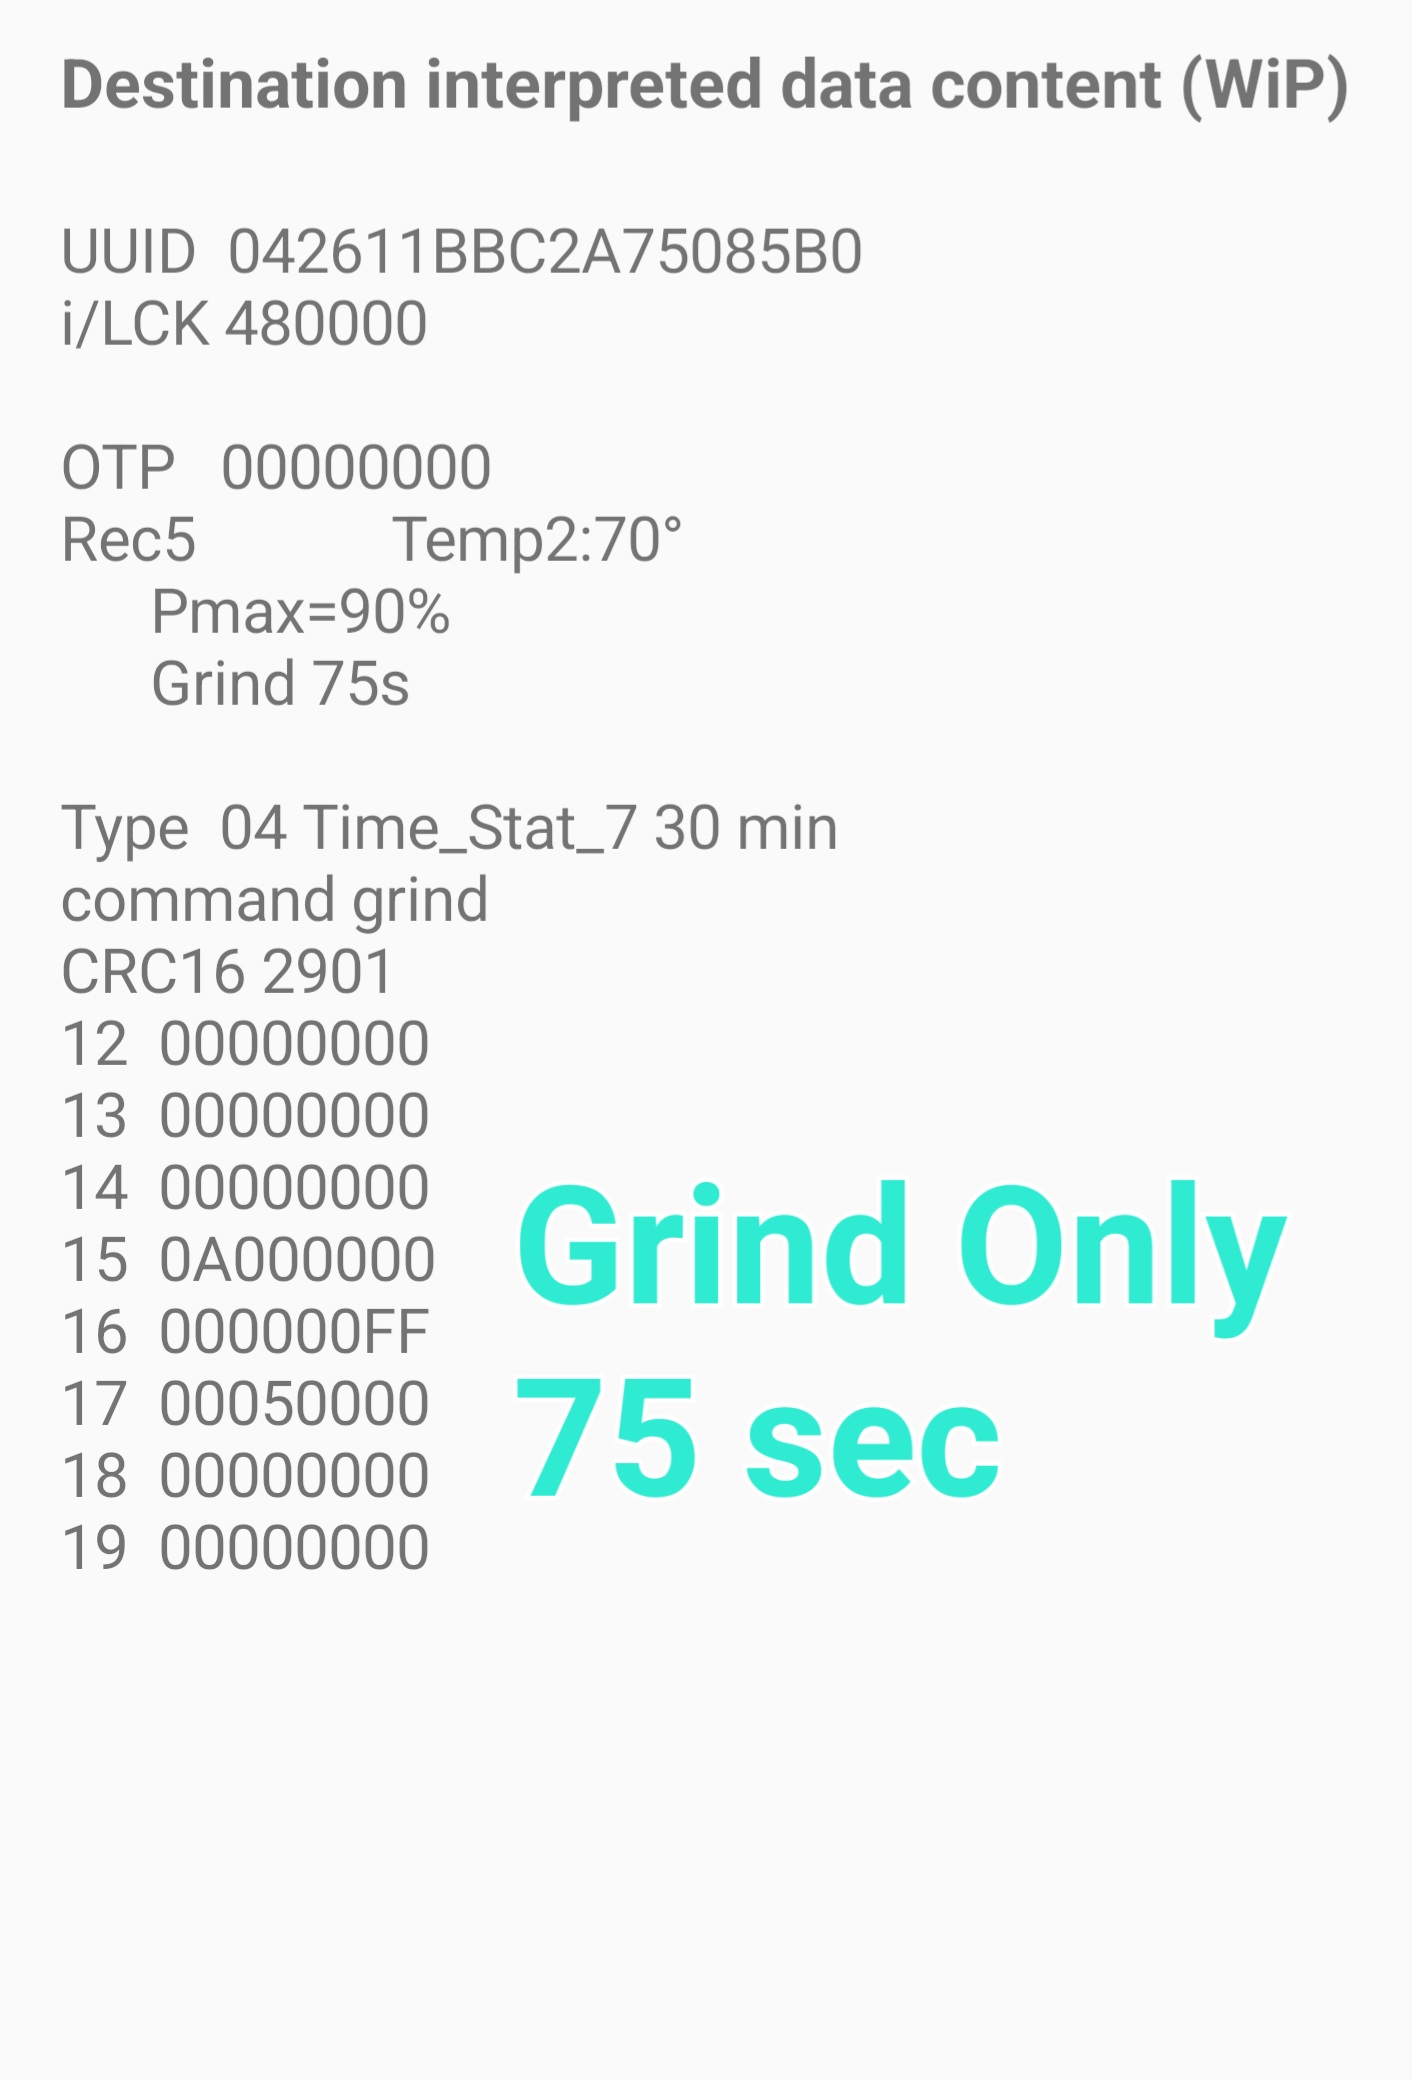 Destination interpreted data content (WiP)
UUID 042611BBC2A75085B0
i/LCK 480000
OTP 00000000
Rec5 Temp2:70°
Pmax=90%
Grind 75s
Type 04 Time_Stat_7 30 min
command grind
CRC16 2901
12 00000000
13 00000000
14 00000000
15 0A000000
16 000000FF
17 00050000
18 00000000
19 00000000
Grind Only
75 sec